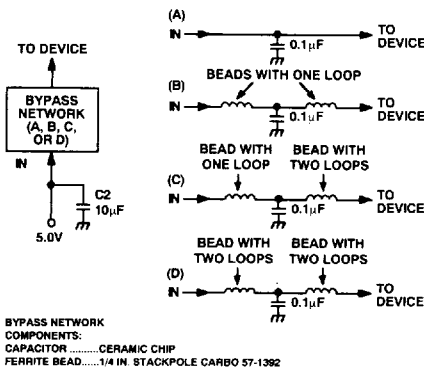 TO DEVICE
BYPASS
NETWORK
(A, B, C,
OR D)
IN
C2
10µF
5.0V
(A)
IN
0.1µF
TO
DEVICE
BEADS WITH ONE LOOP
(B)
IN
0.1µF
TO
DEVICE
BEAD WITH
ONE LOOP
BEAD WITH
TWO LOOPS
(C)
IN
0.1µF
TO
DEVICE
BEAD WITH
TWO LOOPS
BEAD WITH
TWO LOOPS
(D)
IN
0.1µF
TO
DEVICE
BYPASS NETWORK
COMPONENTS:
CAPACITOR .........CERAMIC CHIP
FERRITE BEAD.....1/4 IN. STACKPOLE CARBO 57-1392